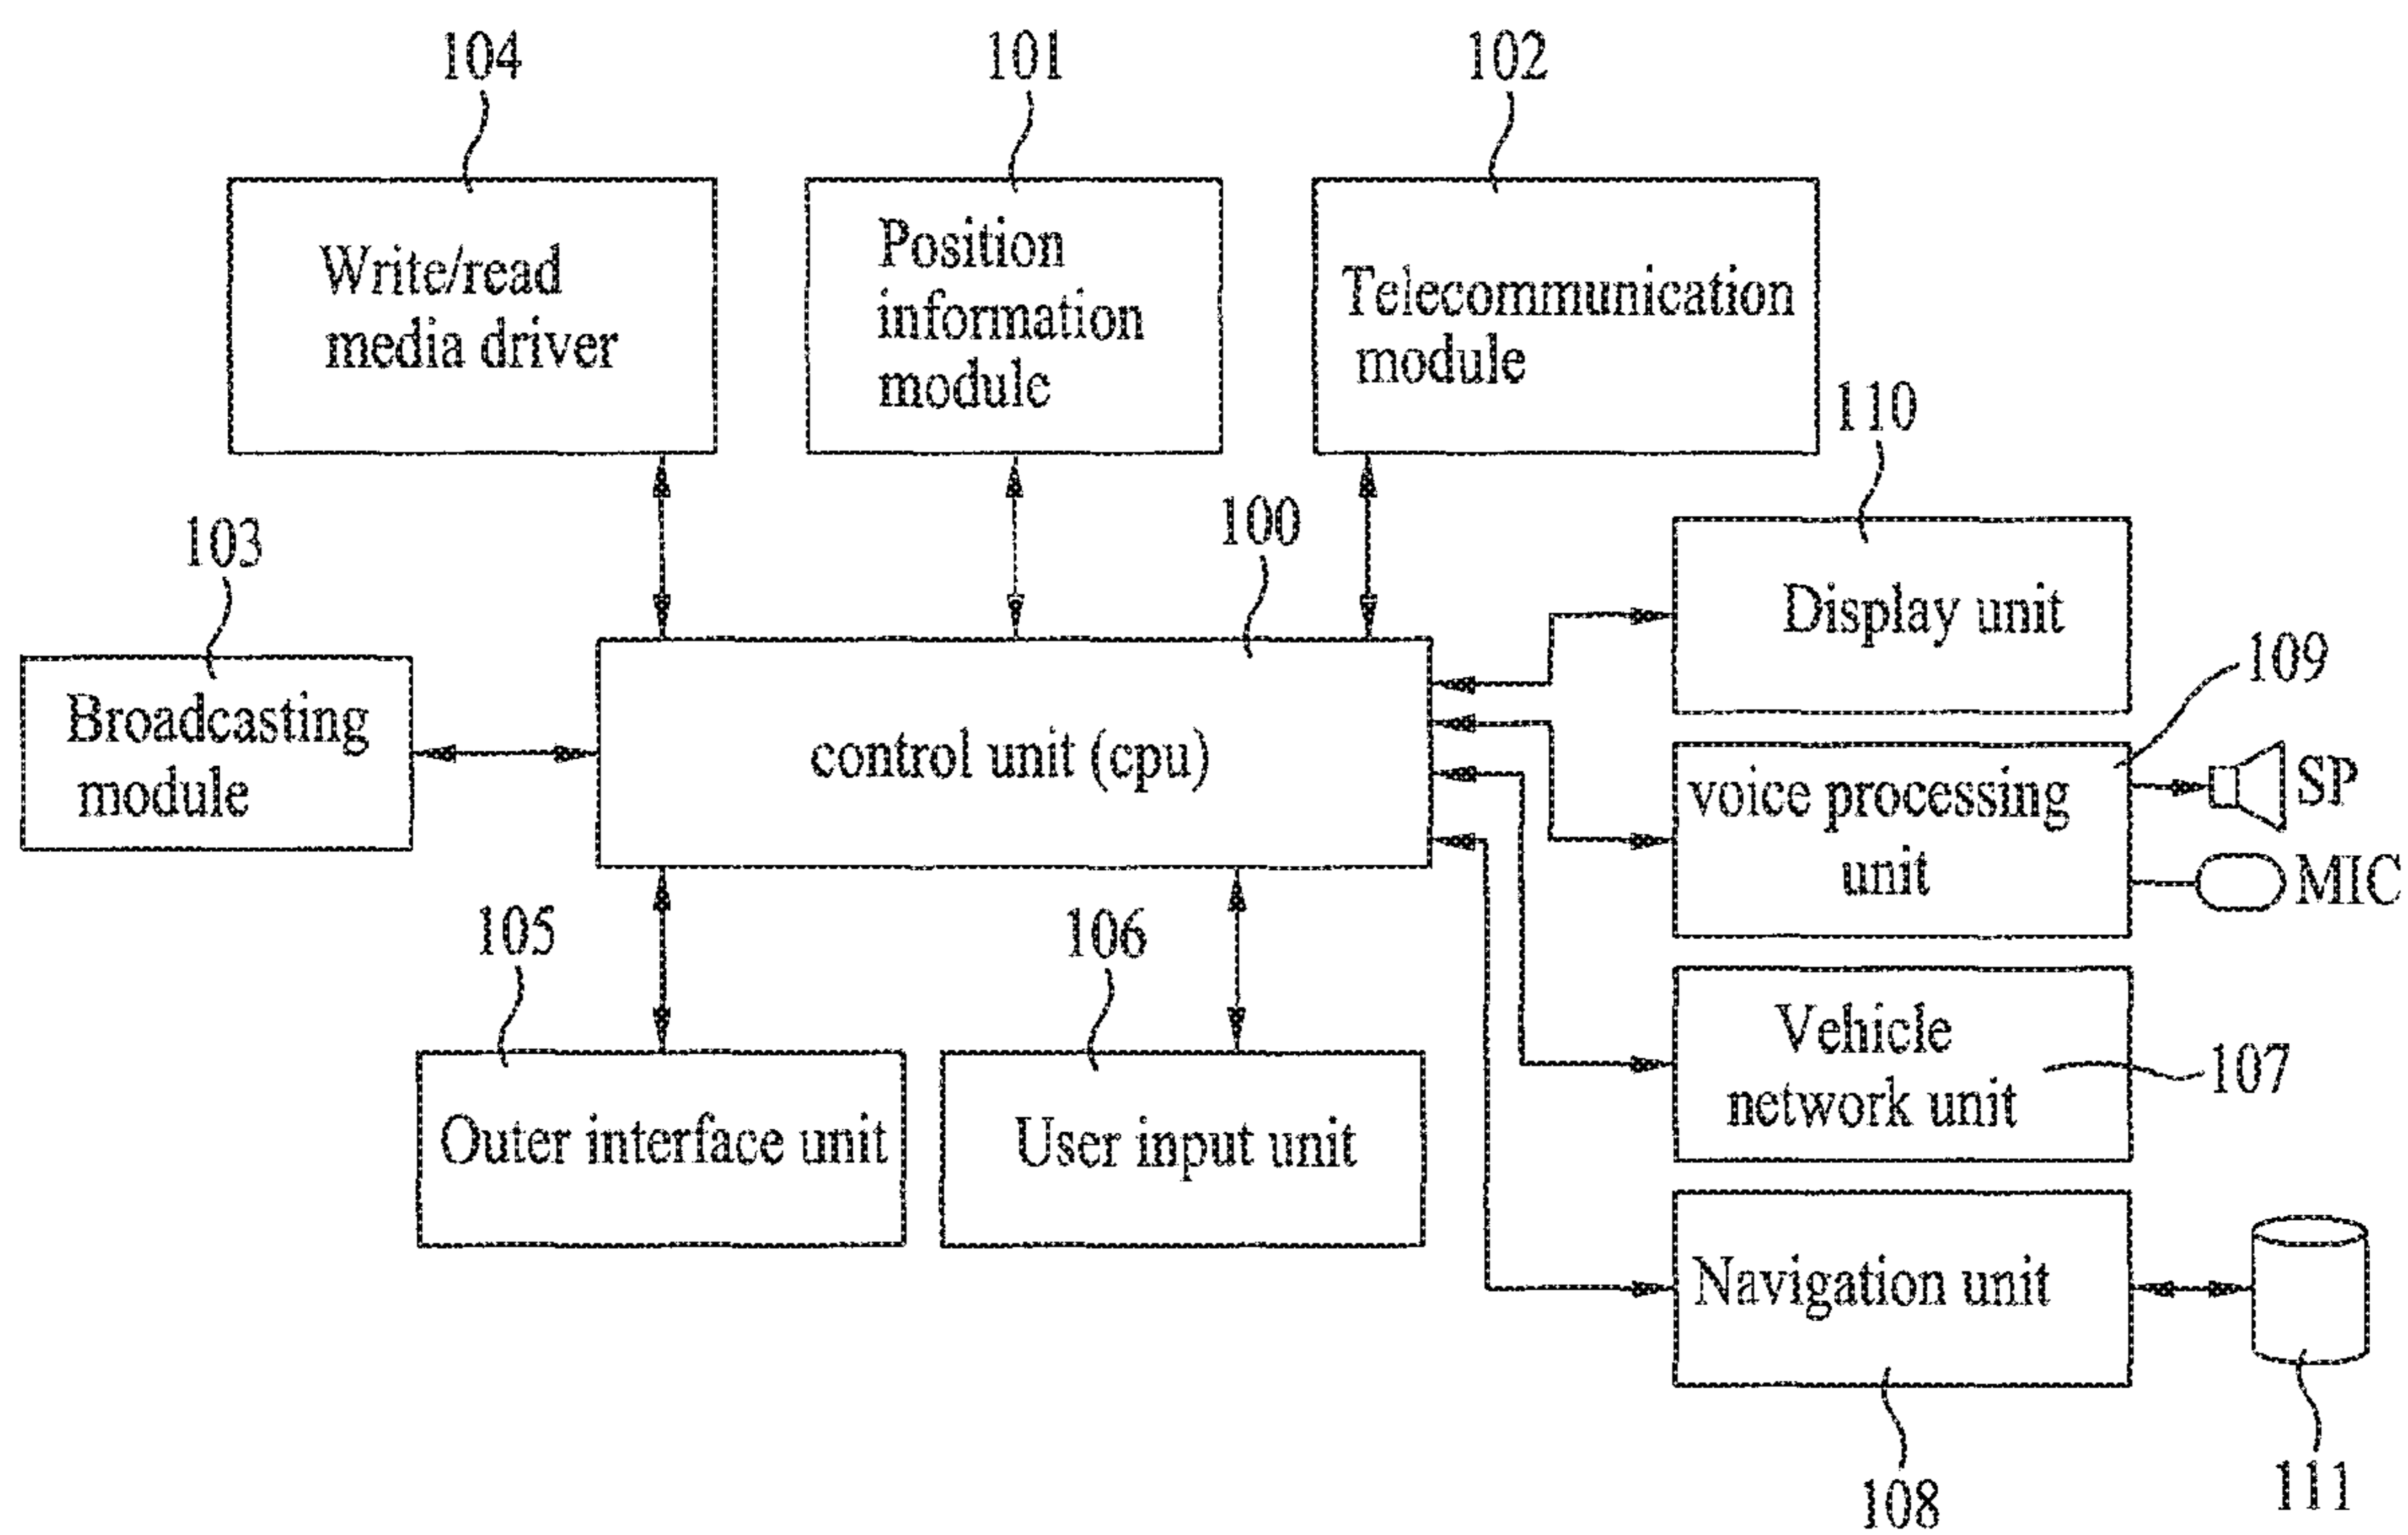 104
101
102
Write/read
media driver
Position
information
module
Telecommunication
module
110
103
100
Display unit
109
Broadcasting
module
control unit (cpu)
voice processing
unit
SP
MIC
105
106
Vehicle
network unit
107
Outer interface unit
User input unit
Navigation unit
108
111